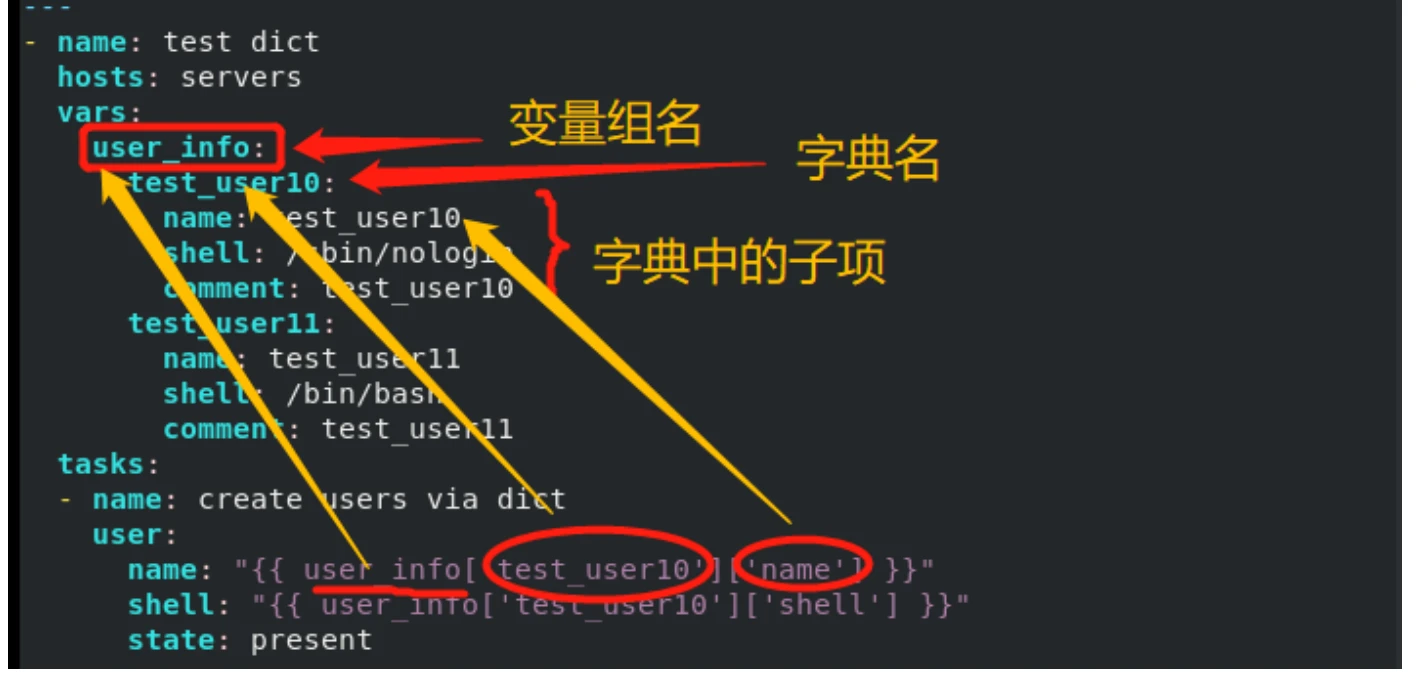 ---
- name: test dict
hosts: servers
vars:
变量组名
user_info:
字典名
test_user10:
name: test_user10
shell: /sbin/nologin
字典中的子项
comment: test_user10
test_user11:
name: test_user11
shell: /bin/bash
comment: test_user11
tasks:
- name: create users via dict
user:
name: "{{ user_info['test_user10']['name'] }}"
shell: "{{ user_info['test_user10']['shell'] }}"
state: present